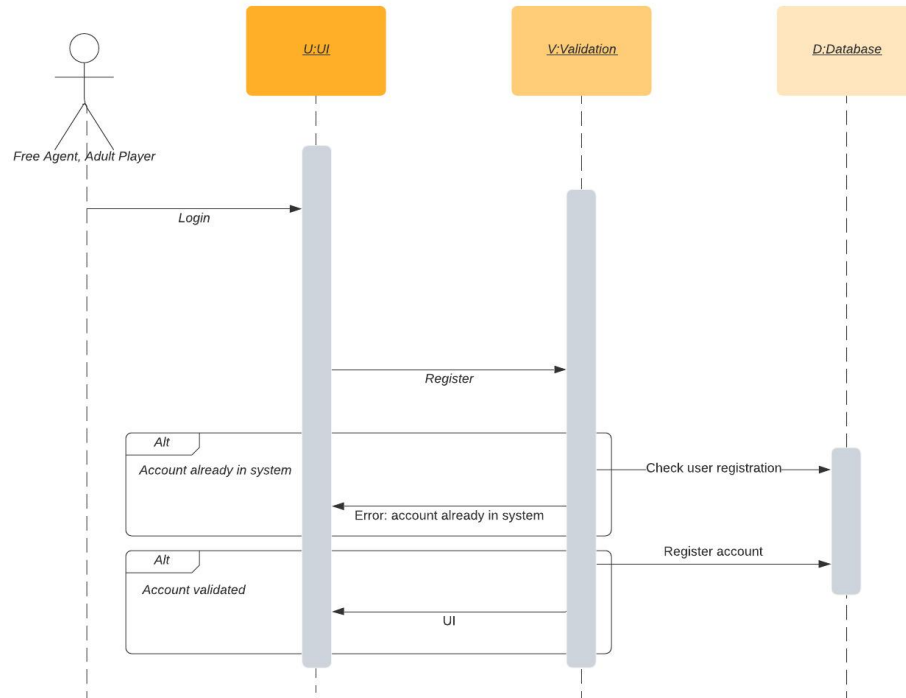 U:UI
V:Validation
D:Database
Free Agent, Adult Player
Login
Register
Alt
Account already in system
Check user registration
Error: account already in system
Alt
Register account
Account validated
UI